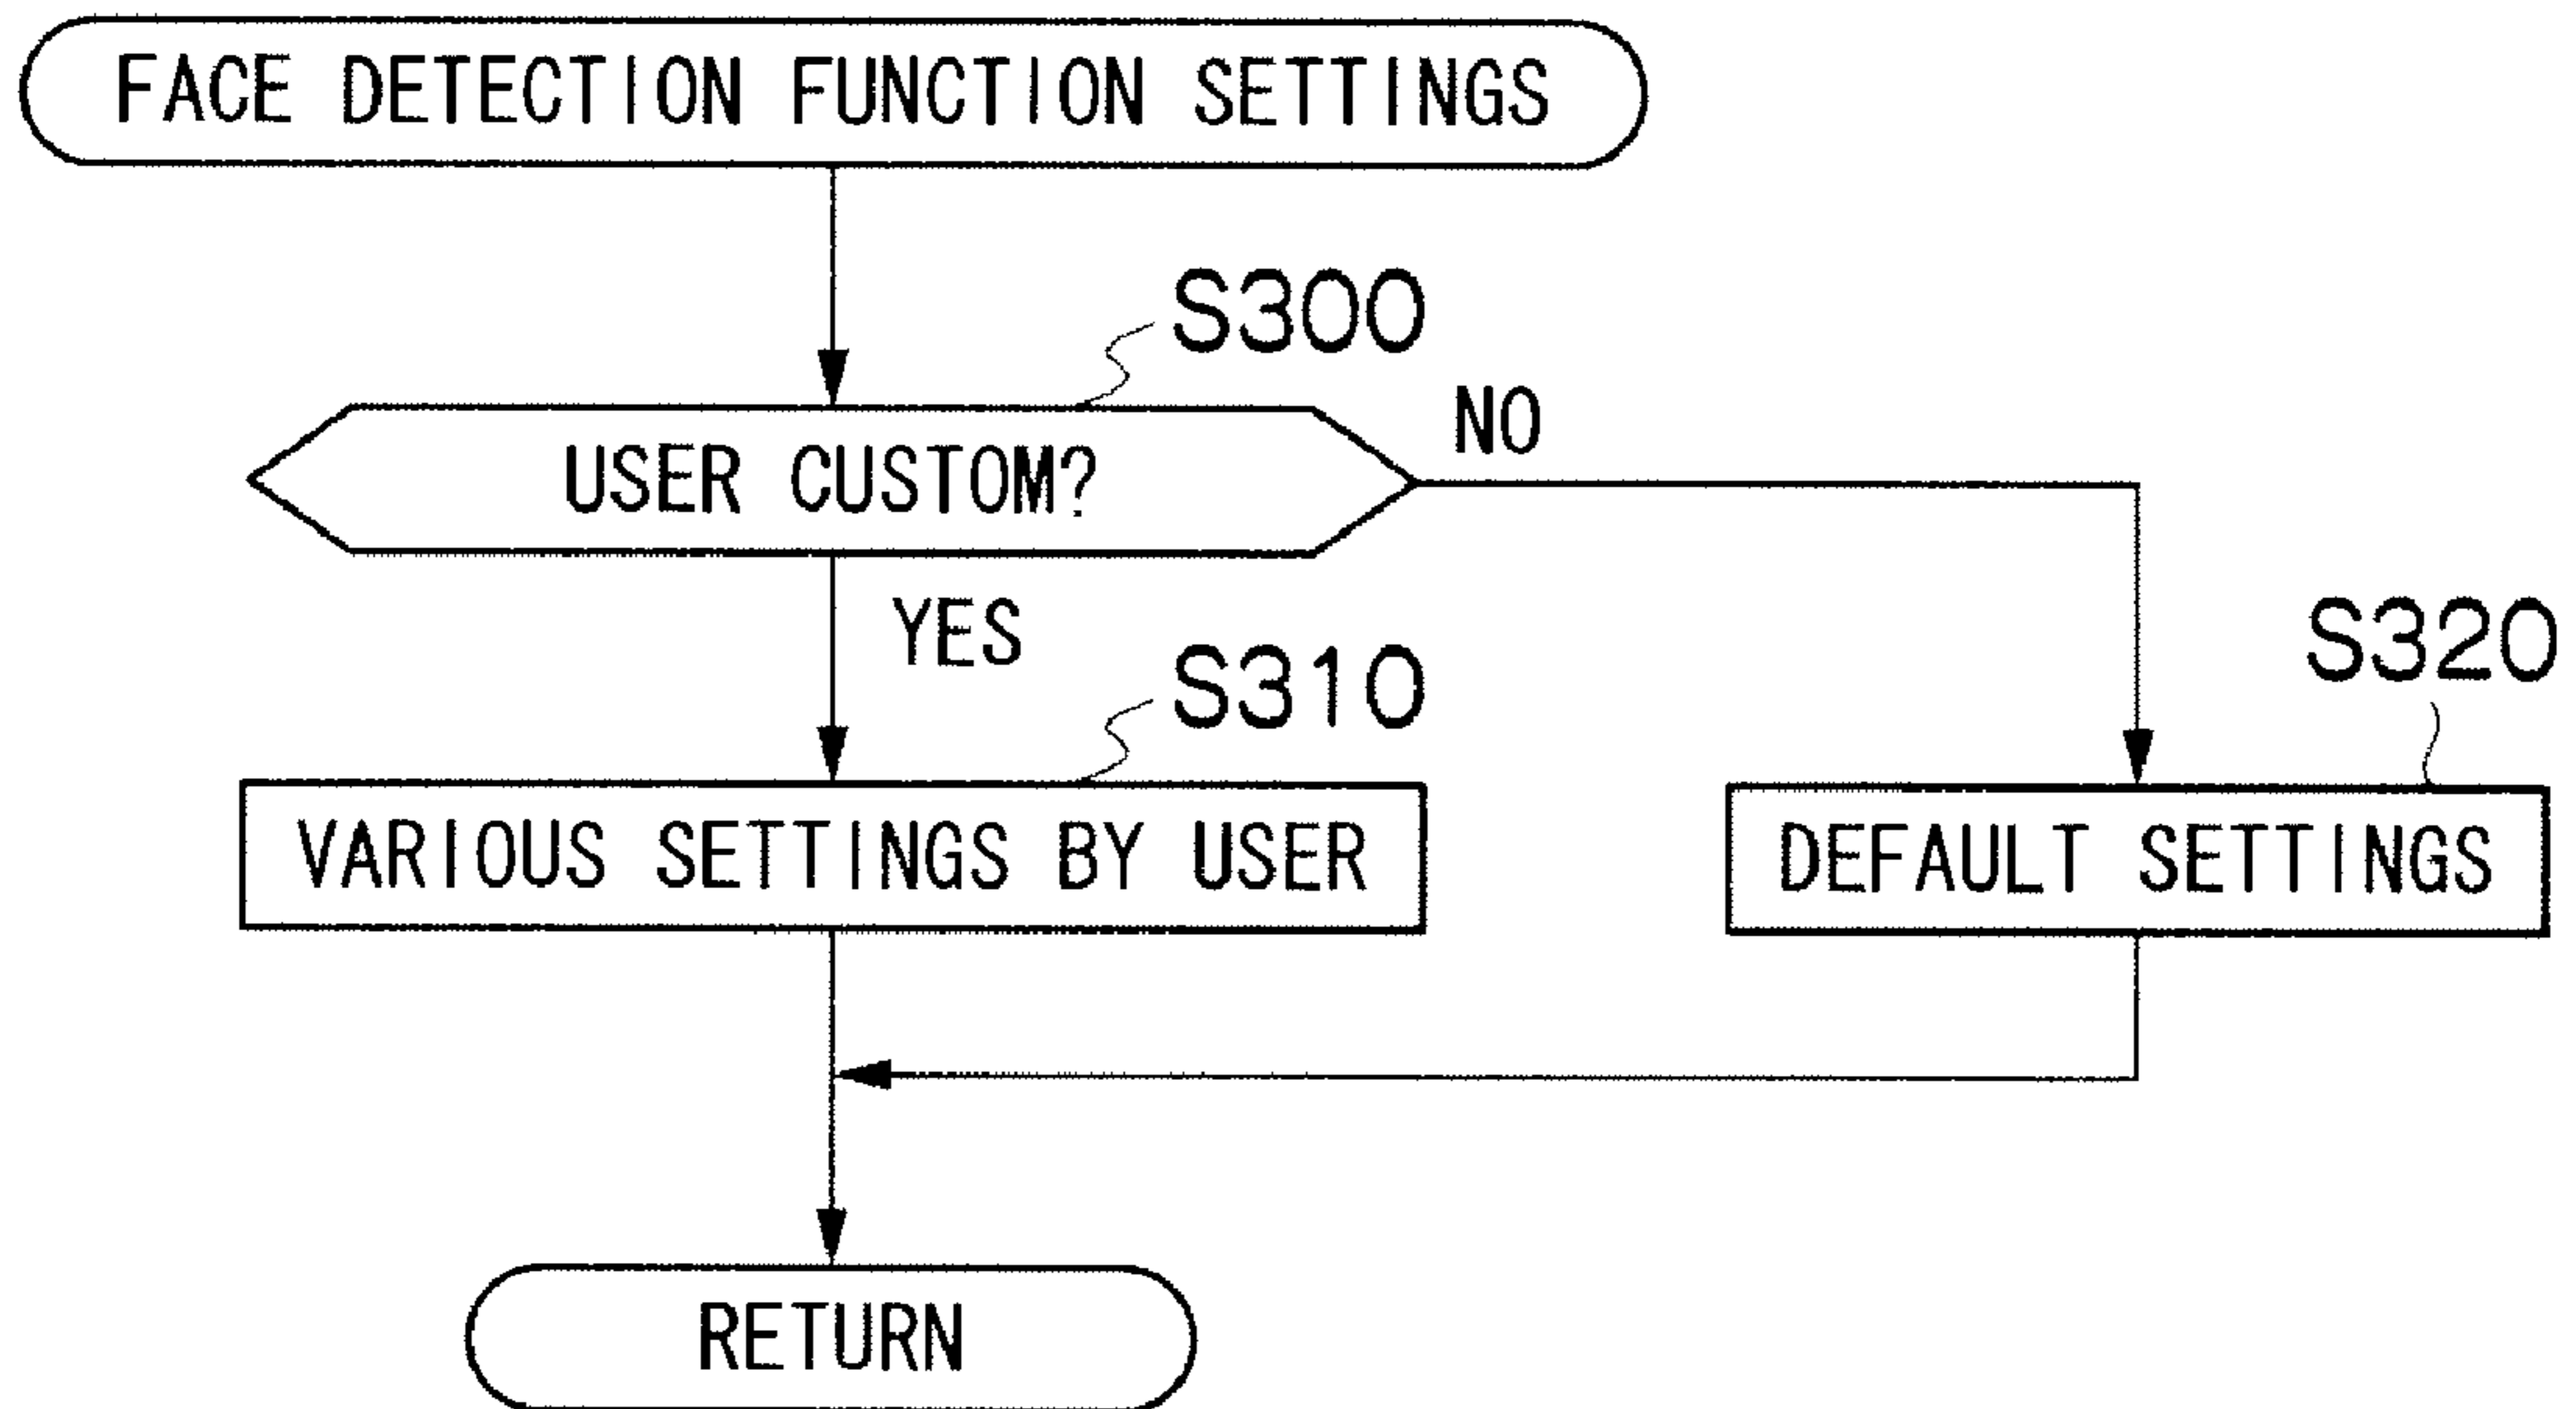 FACE DETECTION FUNCTION SETTINGS
S300
USER CUSTOM?
NO
YES
S310
S320
VARIOUS SETTINGS BY USER
DEFAULT SETTINGS
RETURN